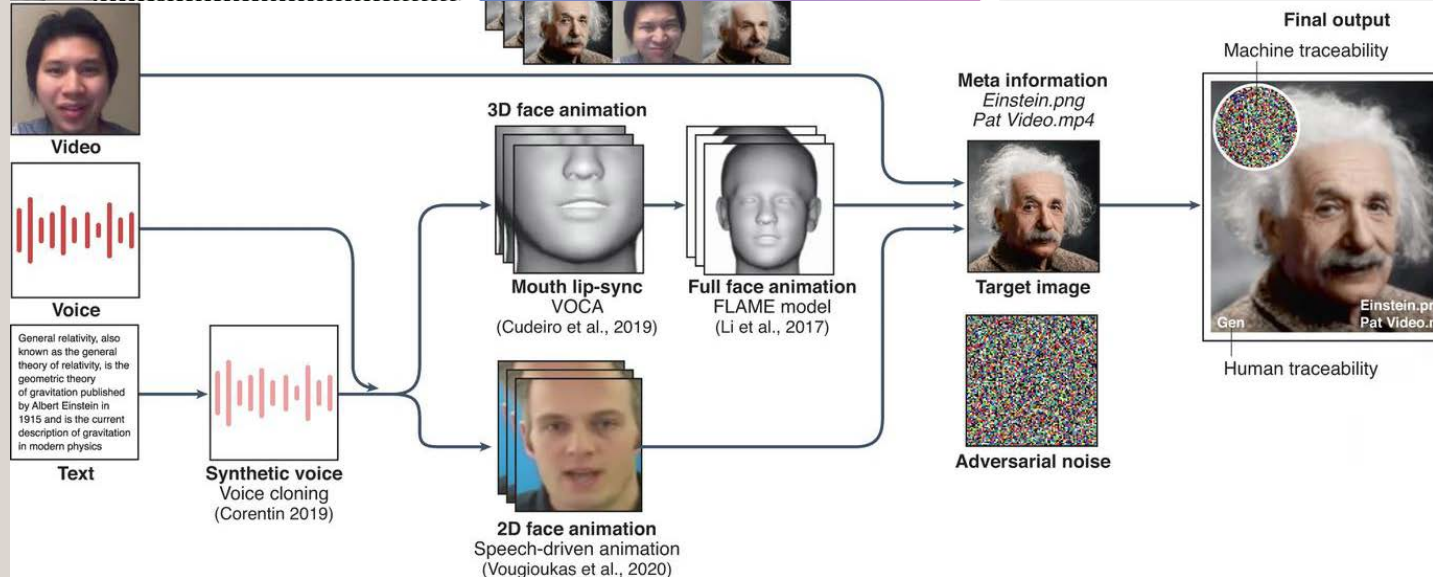 Final output
Machine traceability
Meta information
Einstein.png
Pat Video.mp4
3D face animation
Video
Voice
Mouth lip-sync
VOCA
(Cudeiro et al., 2019)
Full face animation
FLAME model
(Li et al., 2017)
Target image
Gen
Einstein.pn
Pat Video.m
Human traceability
General relativity, also
known as the general
theory of relativity, is the
geometric theory
of gravitation published
by Albert Einstein in
1915 and is the current
description of gravitation
in modern physics
Text
Synthetic voice
Voice cloning
(Corentin 2019)
Adversarial noise
2D face animation
Speech-driven animation
(Vougioukas et al., 2020)